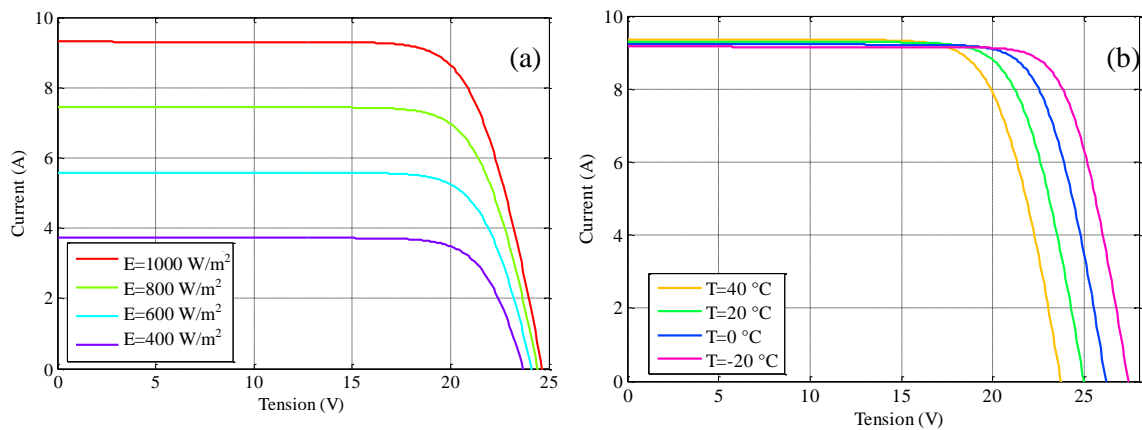 10
8
6
4
2
0
0
5
10
15
20
25
Current (A)
Tension (V)
(a)
E=1000 W/m²
E=800 W/m²
E=600 W/m²
E=400 W/m²
10
8
6
4
2
0
0
5
10
15
20
25
Current (A)
Tension (V)
(b)
T=40 °C
T=20 °C
T=0 °C
T=-20 °C